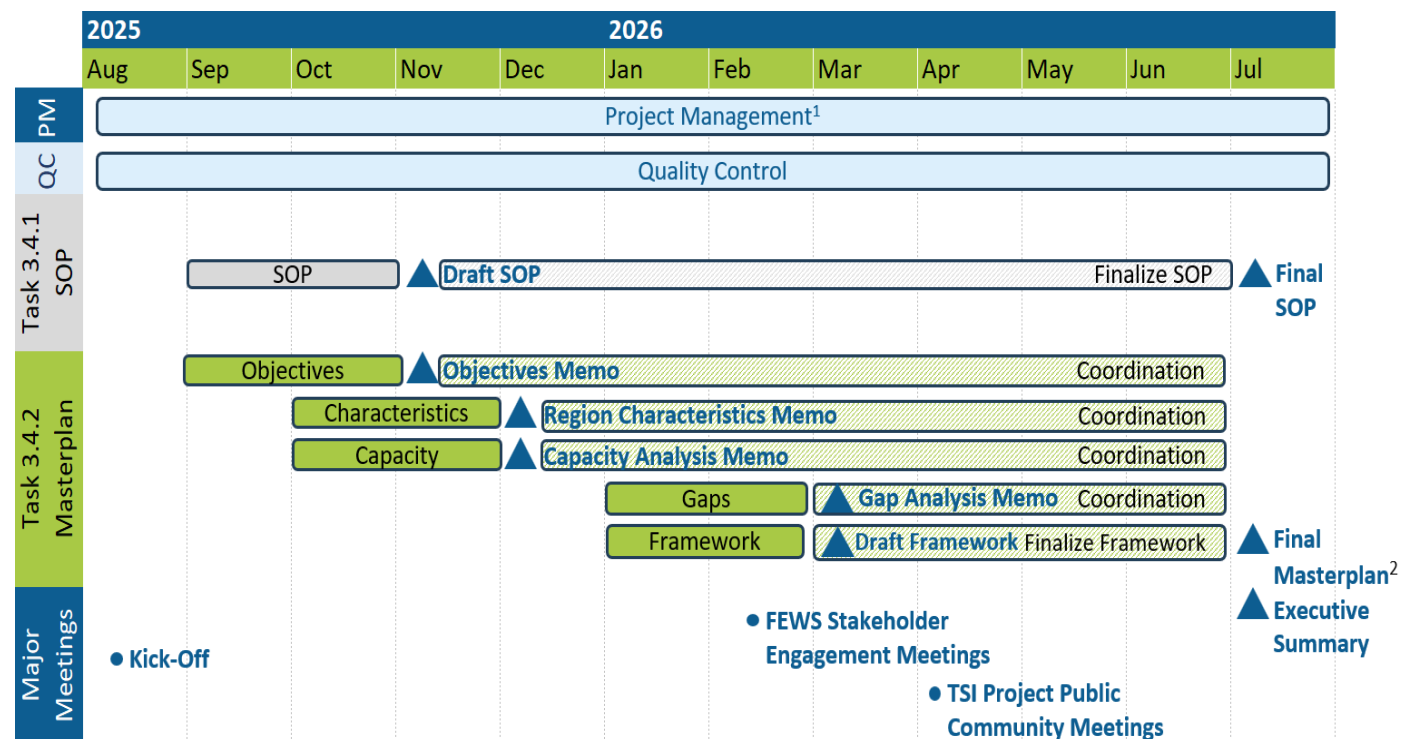 2025 2026
Aug Sep Oct Nov Dec Jan Feb Mar Apr May Jun Jul
PM
Project Management1
QC
Quality Control
Task 3.4.1
SOP
SOP
Draft SOP
Finalize SOP
Final
SOP
Task 3.4.2
Masterplan
Objectives
Objectives Memo
Coordination
Characteristics
Region Characteristics Memo
Coordination
Capacity
Capacity Analysis Memo
Coordination
Gaps
Gap Analysis Memo
Coordination
Framework
Draft Framework
Finalize Framework
Final
Masterplan2
Executive
Summary
Major
Meetings
Kick-Off
FEWS Stakeholder
Engagement Meetings
TSI Project Public
Community Meetings